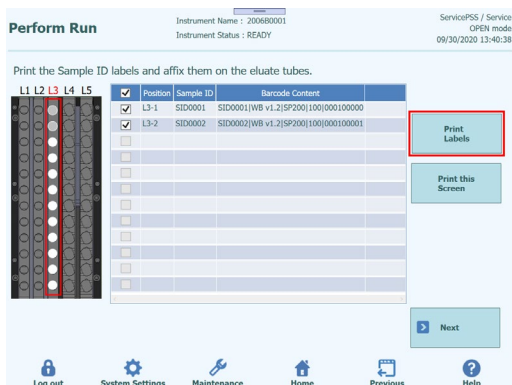 Perform Run
Instrument Name : 200680001
Instrument Status : READY
ServicePSS / Service
OPEN mode
09/30/2020 13:40:38
Print the Sample ID labels and affix them on the eluate tubes.
L1 L2 L3 L4 L5
Position Sample ID Barcode Content
L3-1 SID0001 SID0001|WB v1.2|SP200|100|000100000
L3-2 SID0002 SID0002|WB v1.2|SP200|100|000100001
Print
Labels
Print this
Screen
Next
Log out System Settings Maintenance Home Previous Help